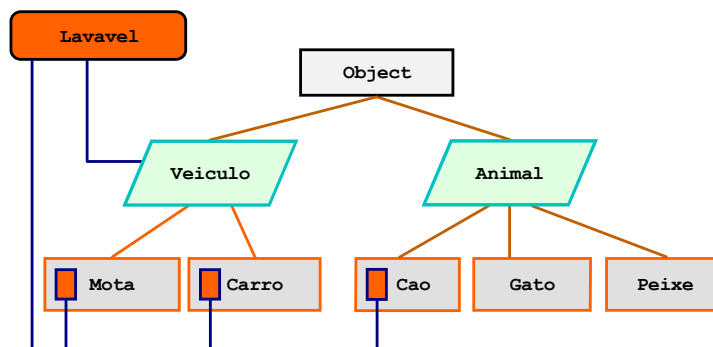 Lavavel
Object
Veiculo
Animal
Mota
Carro
Cao
Gato
Peixe